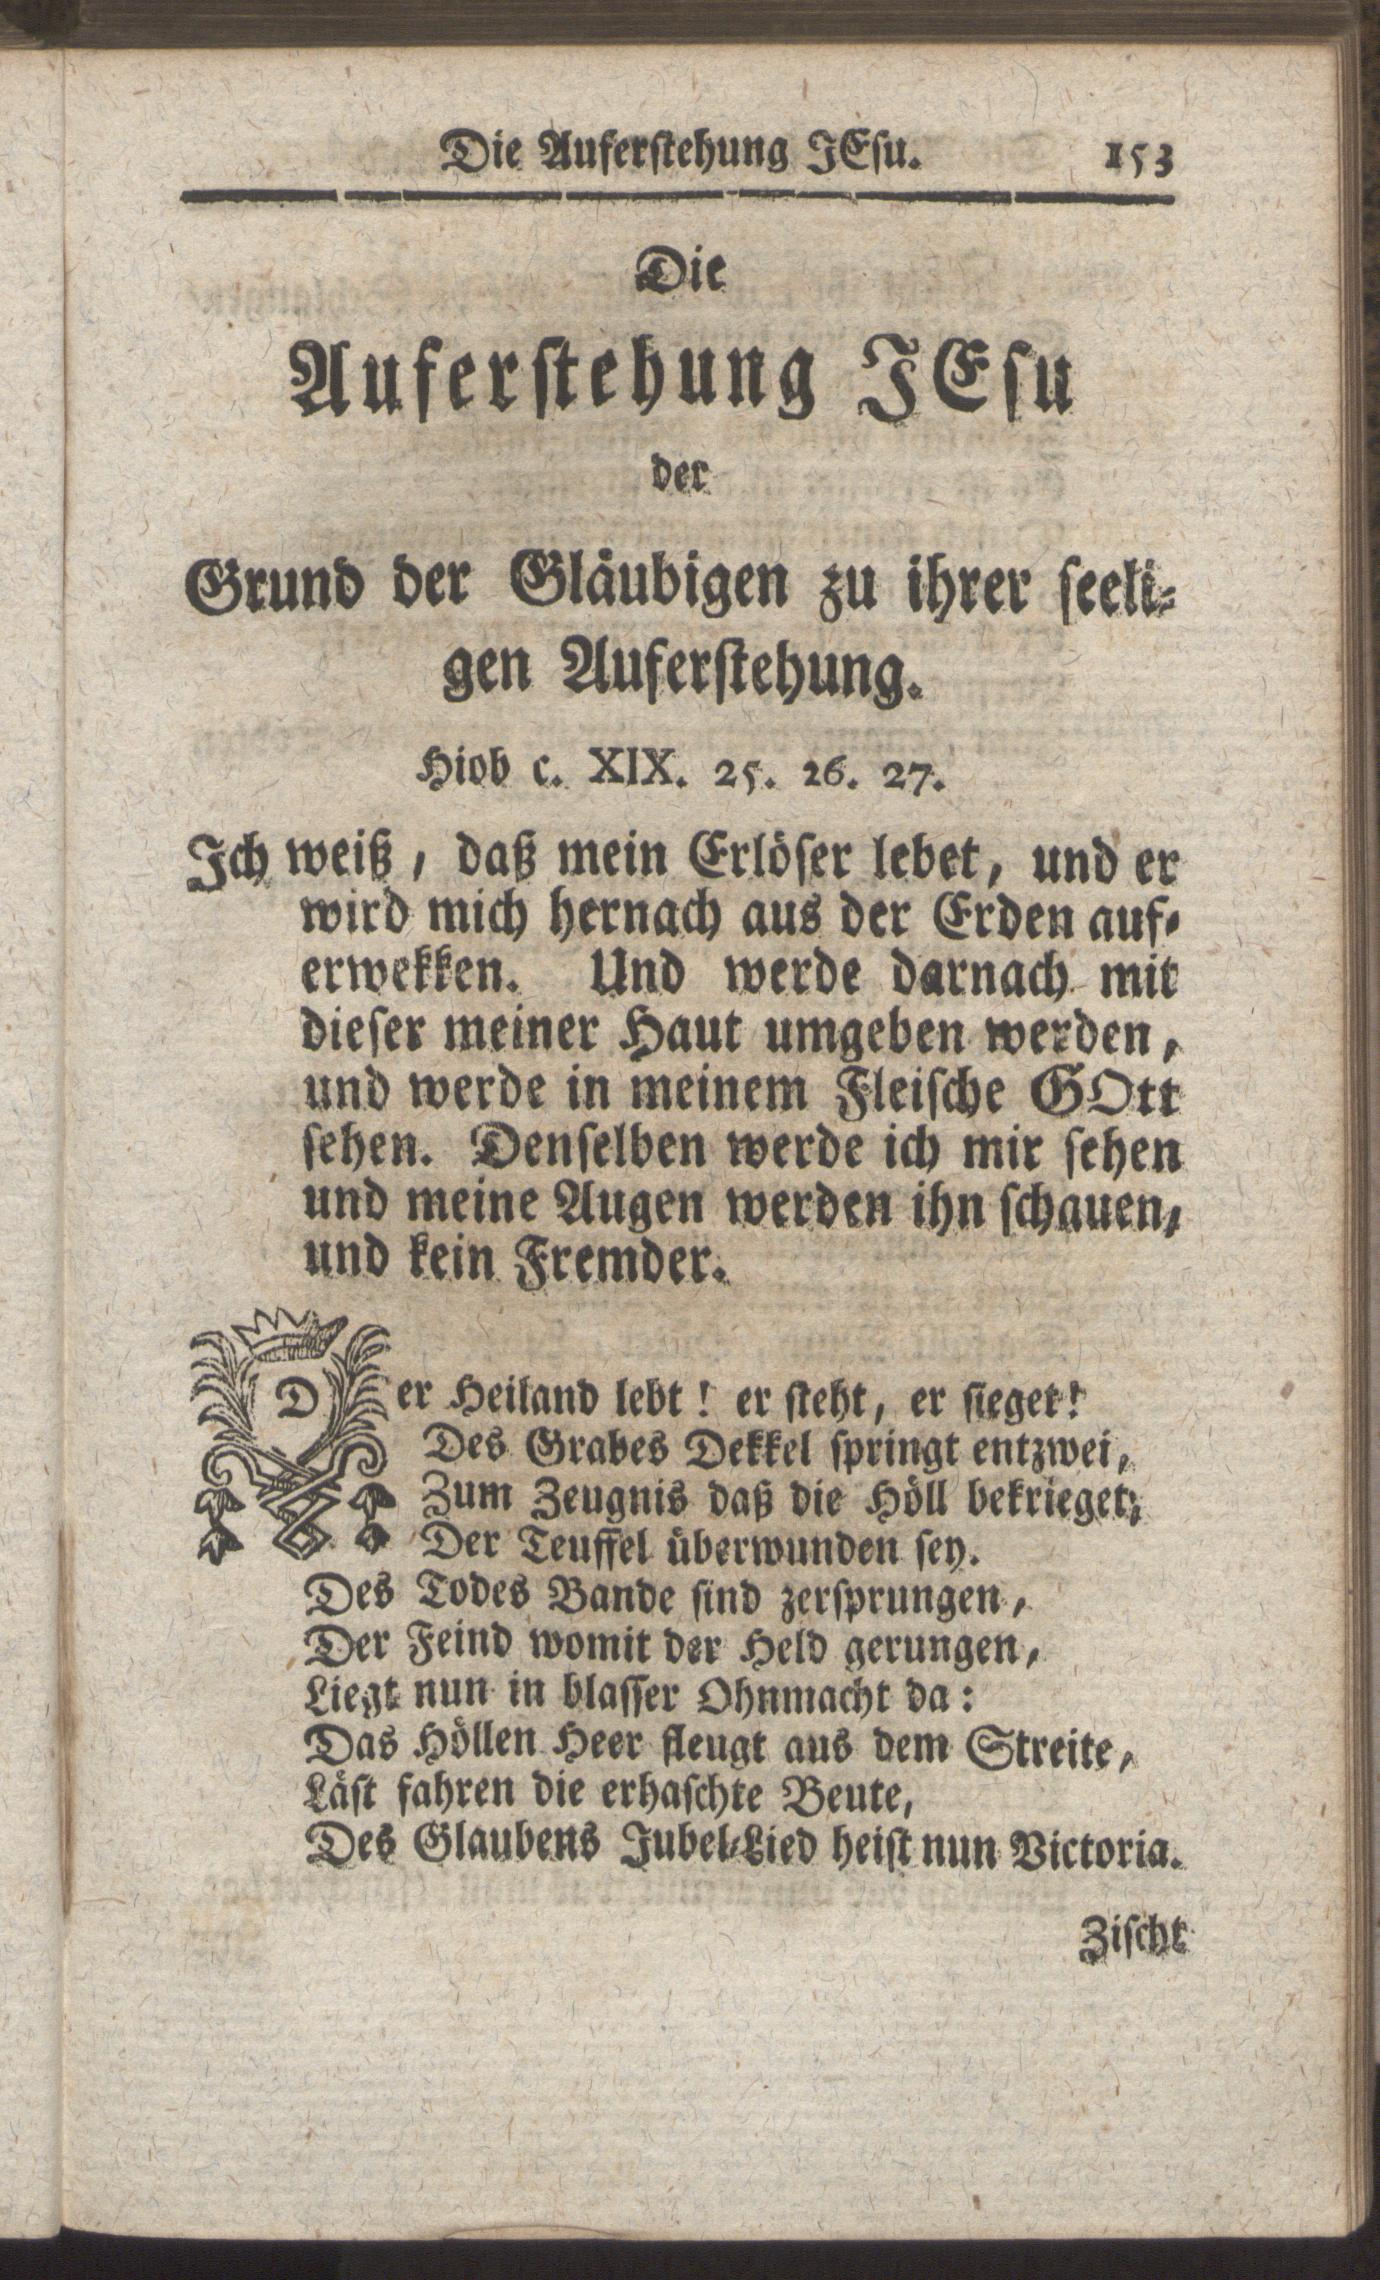 Die Auferstehung JEsu. 153
Die
Auferstehung JEsu
der
Grund der Gläubigen zu ihrer seeli-
gen Auferstehung.
Hiob c. XIX. 25. 26. 27.
Ich weiß, daß mein Erlöser lebet, und er
wird mich hernach aus der Erden auf-
erwekken. Und werde darnach mit
dieser meiner Haut umgeben werden,
und werde in meinem Fleische GOtt
sehen. Denselben werde ich mir sehen
und meine Augen werden ihn schauen,
und kein Fremder.
Der Heiland lebt! er steht, er sieget!
Des Grabes Dekkel springt entzwei,
Zum Zeugnis daß die Höll bekrieget,
Der Teuffel überwunden sey.
Des Todes Bande sind zersprungen,
Der Feind womit der Held gerungen,
Liegt nun in blasser Ohnmacht da:
Das Höllen Heer fleugt aus dem Streite,
Läst fahren die erhaschte Beute,
Des Glaubens Jubel-Lied heist nun Victoria.
Zischt